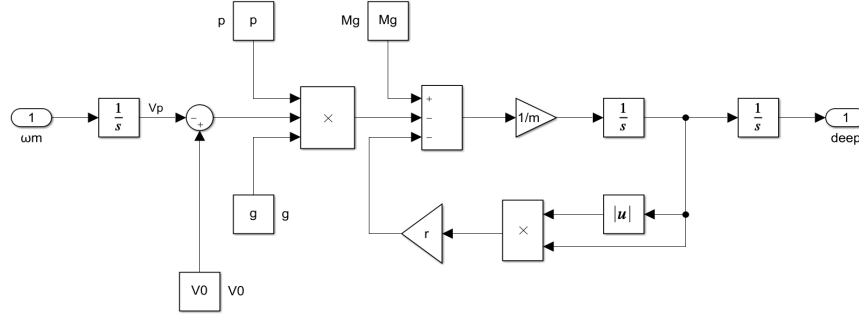 p
p
Mg
Mg
1
ωm
1
s
Vp
-
+
×
+
-
-
1/m
1
s
1
s
1
deep
g
g
r
×
|u|
V0
V0